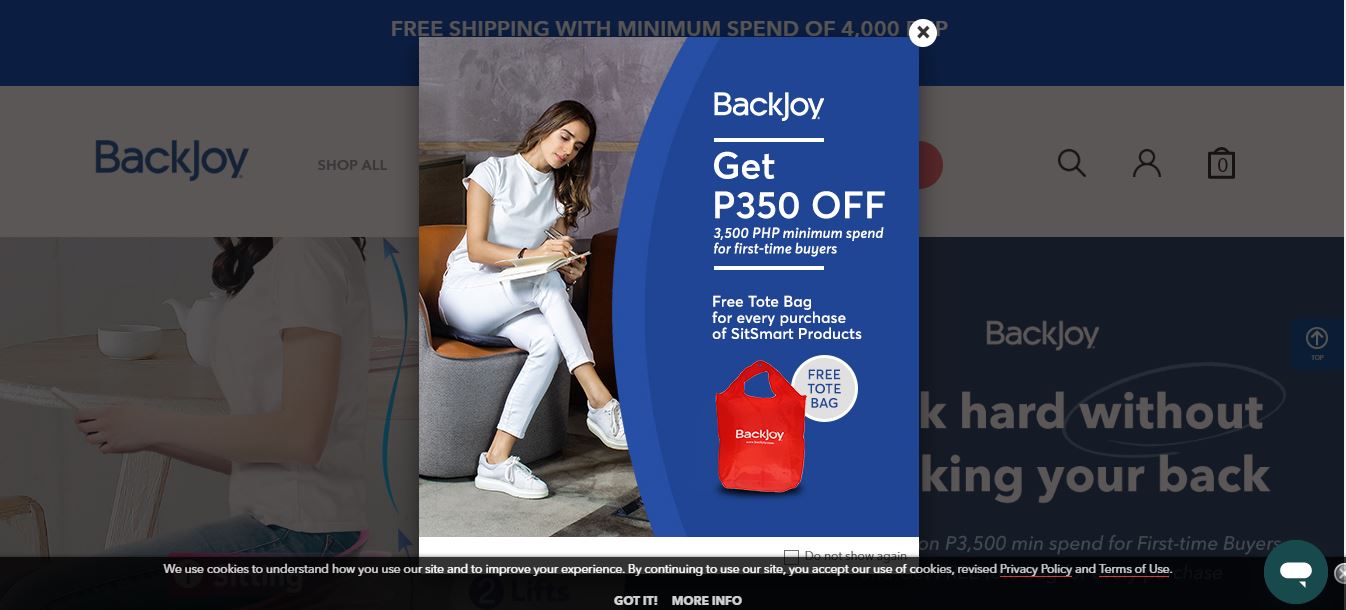 FREE SHIPPING WITH MINIMUM SPEND OF 4,000
BackJoy
SHOP ALL
0
BackJoy
Get
P350 OFF
3,500 PHP minimum spend
for first-time buyers
Free Tote Bag
for every purchase
of SitSmart Products
FREE
TOTE
BAG
BackJoy
Do not show again
BackJoy
TOP
hard without
king your back
on P3,500 min spend for First-time Buyers
1 Sitting
2 Lifts
We use cookies to understand how you use our site and to improve your experience. By continuing to use our site, you accept our use of cookies, revised Privacy Policy and Terms of Use.
GOT IT! MORE INFO